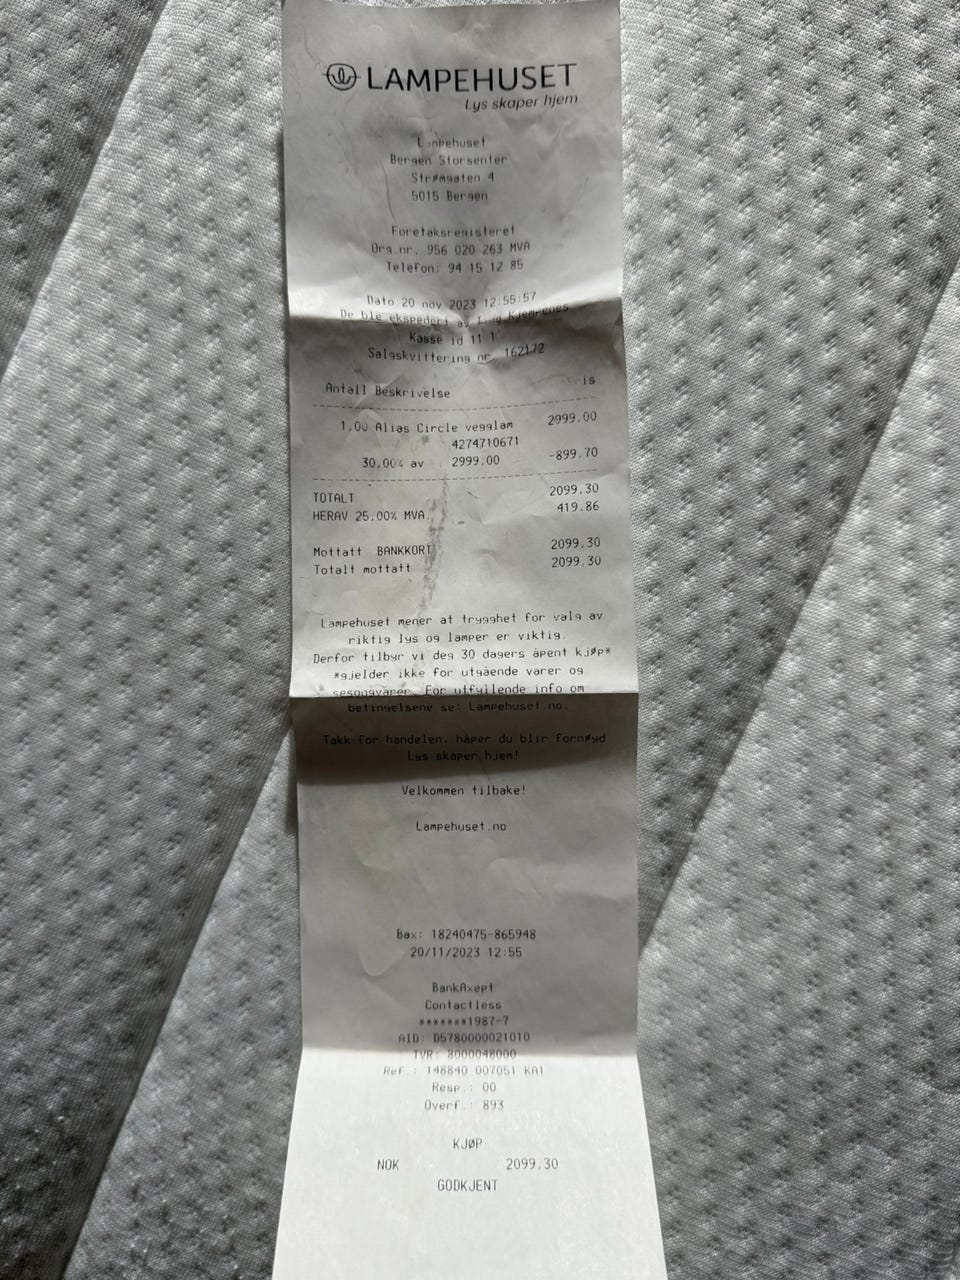 LAMPEHUSET
Lys skaper hjem
Lampehuset
Bergen Storsenter
Strømgaten 4
5015 Bergen
Foretaksregisteret
Org.nr. 956 020 263 MVA
Telefon: 94 15 12 85
Dato 20 nov 2023 12:55:57
De ble ekspedert av Kjempenes
Kasse id 11 1
Salgskvittering nr. 162172
Antall Beskrivelse is
1,00 Alias Circle vegglam 2999,00
4274710671
30,00% av 2999,00 -899,70
TOTALT 2099,30
HERAV 25,00% MVA. 419,86
Mottatt BANKKORT 2099,30
Totalt mottatt 2099,30
Lampehuset mener at trygghet for valg av
riktig lys og lamper er viktig.
Derfor tilbyr vi deg 30 dagers åpent kjøp*
*gjelder ikke for utgående varer og
sesongvarer. For utfyllende info om
betingelsene se: Lampehuset.no.
Takk for handelen, håper du blir fornøyd
Lys skaper hjem!
Velkommen tilbake!
Lampehuset.no
Bax: 18240475-865948
20/11/2023 12:55
BankAxept
Contactless
*******1987-7
AID: D5780000021010
TVR: 8000048000
Ref.: 148840 007051 KA1
Resp.: 00
Overf.: 893
KJØP
NOK 2099,30
GODKJENT